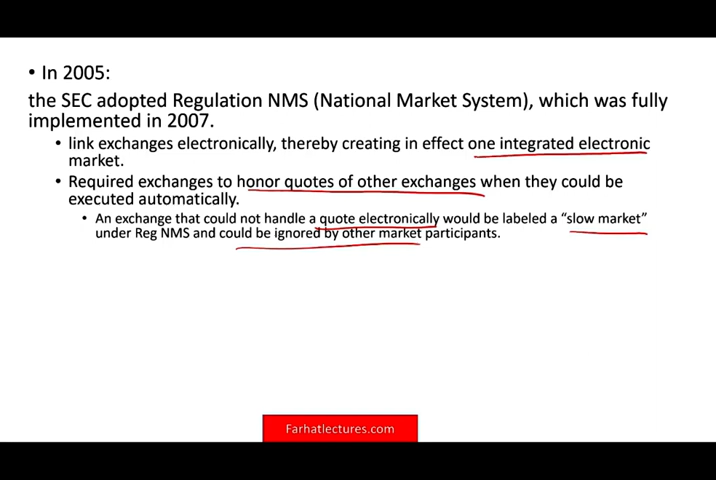 • In 2005:
the SEC adopted Regulation NMS (National Market System), which was fully
implemented in 2007.
• link exchanges electronically, thereby creating in effect one integrated electronic
market.
• Required exchanges to honor quotes of other exchanges when they could be
executed automatically.
• An exchange that could not handle a quote electronically would be labeled a “slow market”
under Reg NMS and could be ignored by other market participants.
Farhatlectures.com